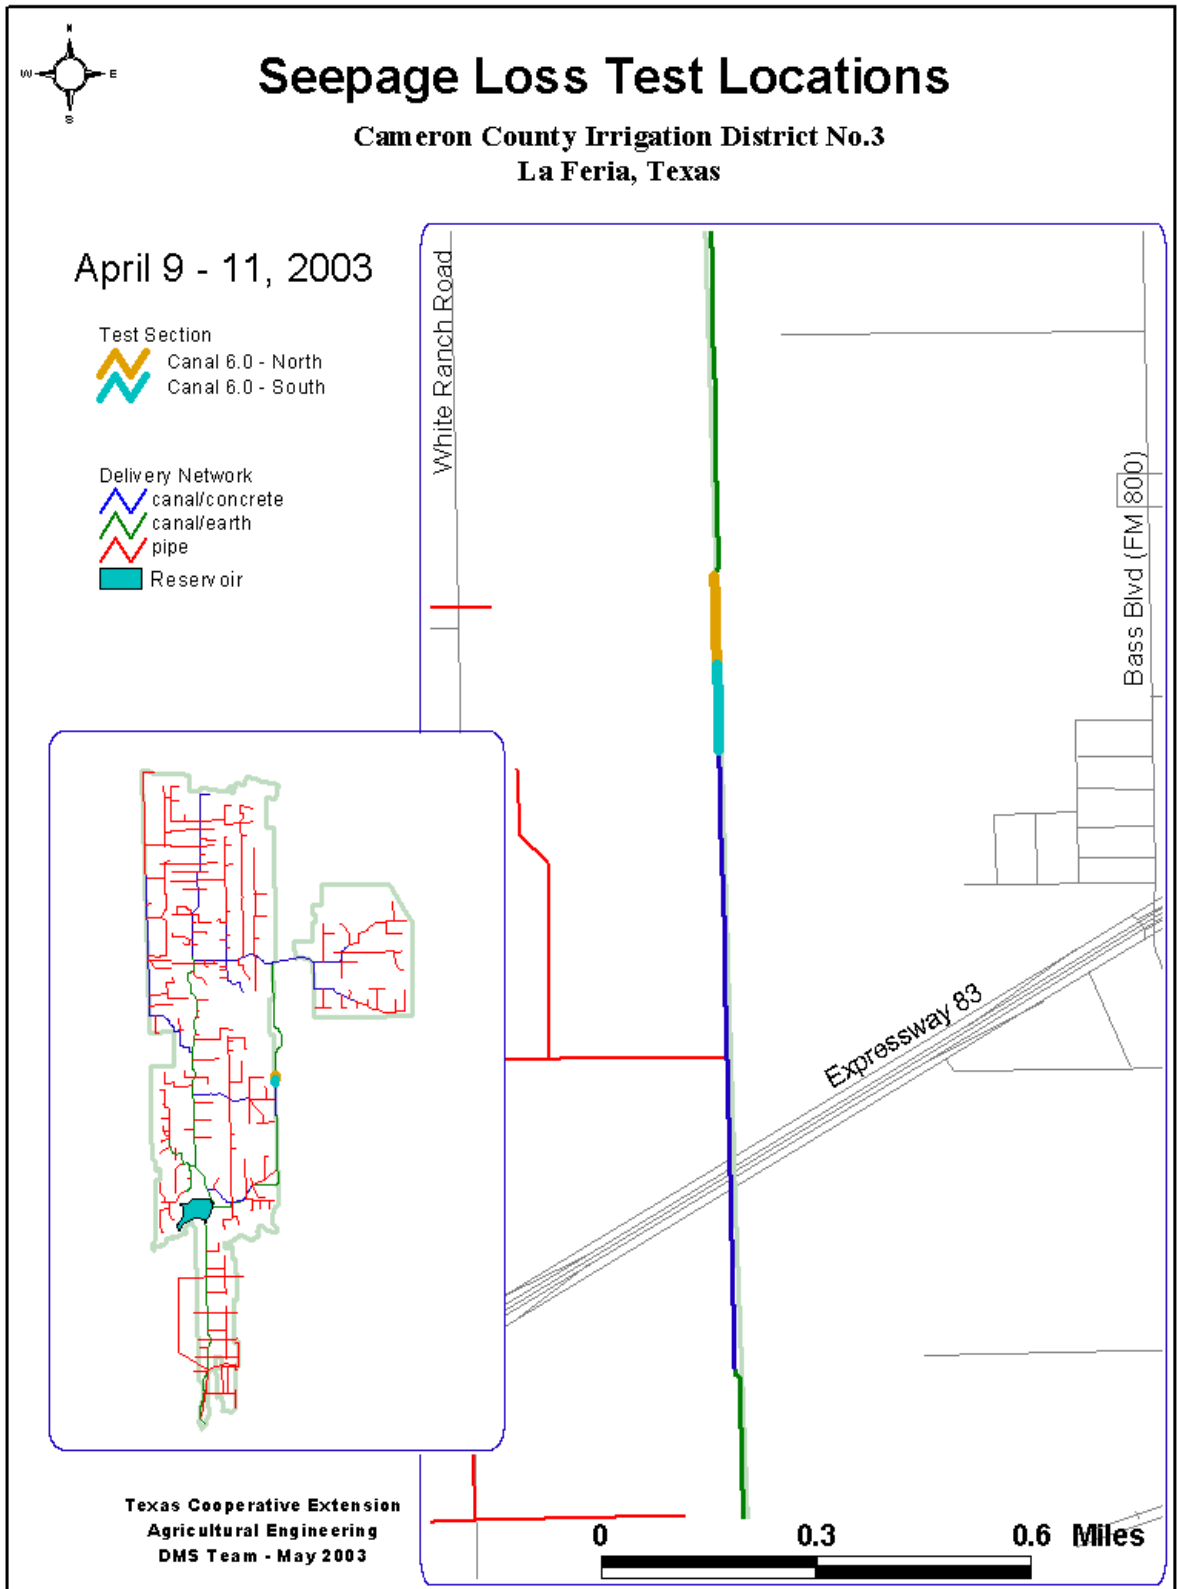 N
W E
S
Seepage Loss Test Locations
Cameron County Irrigation District No.3
La Feria, Texas
April 9 - 11, 2003
Test Section
Canal 6.0 - North
Canal 6.0 - South
Delivery Network
canal/concrete
canal/earth
pipe
Reservoir
White Ranch Road
Bass Blvd (FM 800)
Expressway 83
Texas Cooperative Extension
Agricultural Engineering
DMS Team - May 2003
0 0.3 0.6 Miles